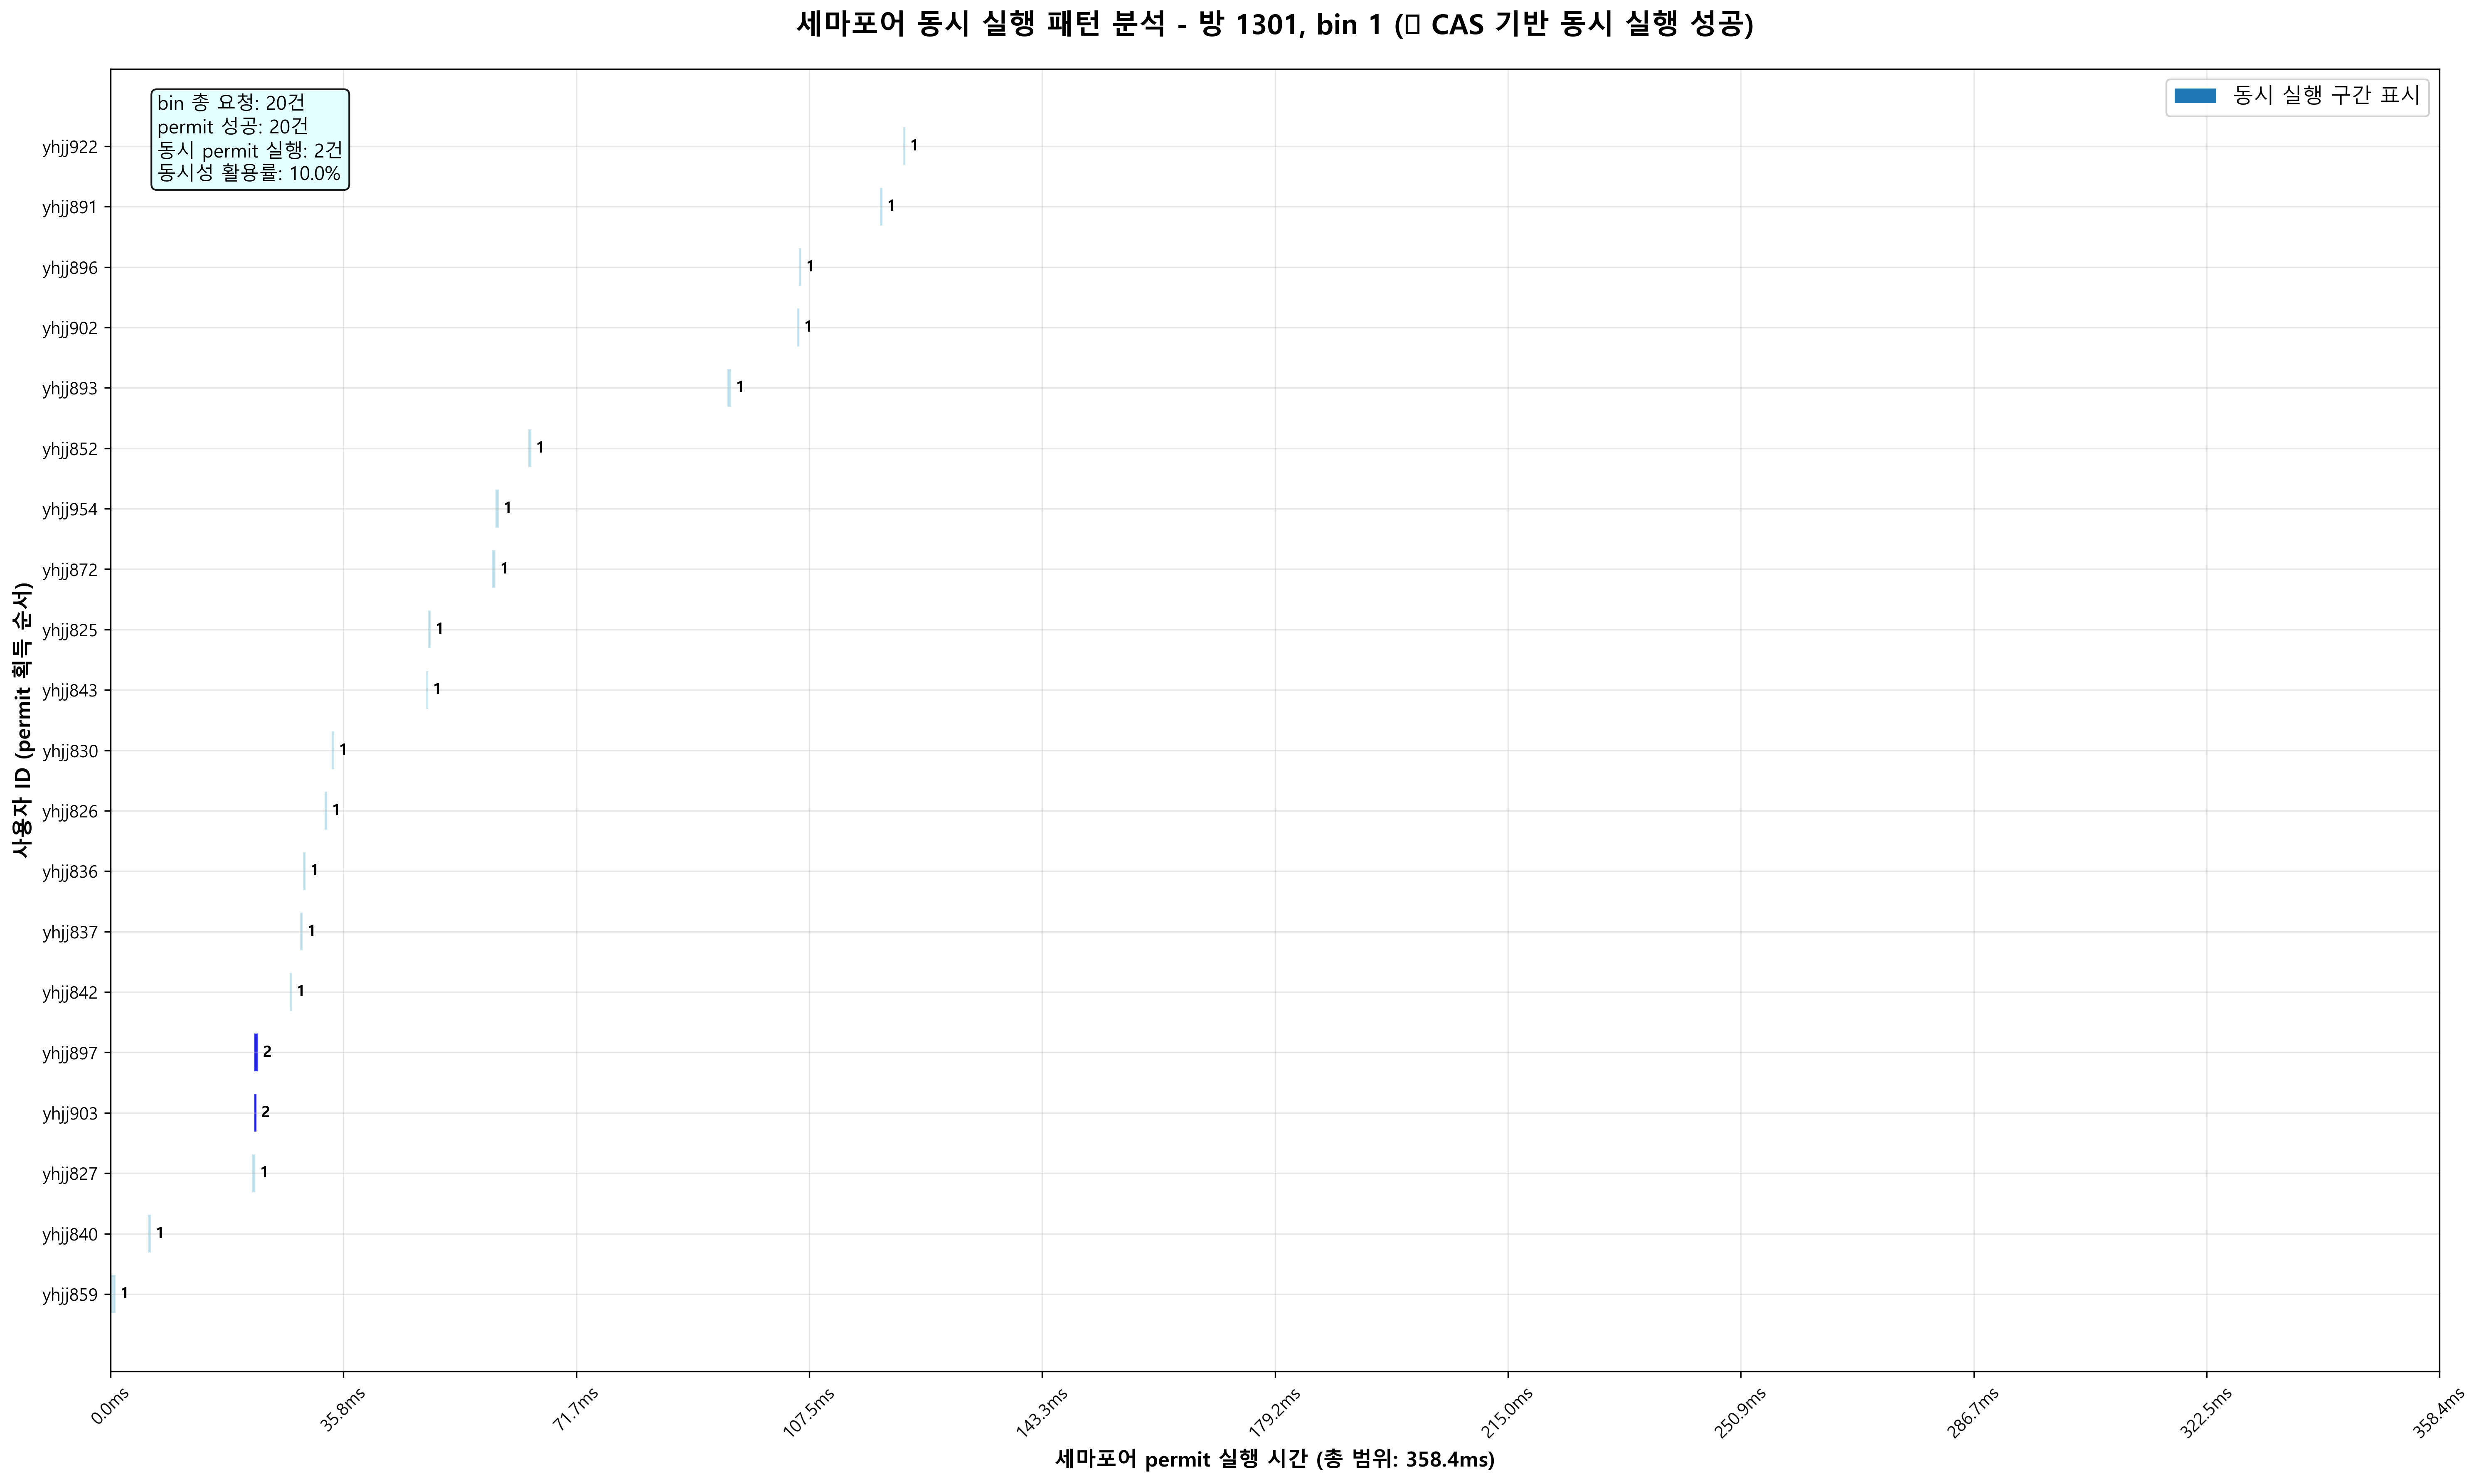 세마포어 동시 실행 패턴 분석 - 방 1301, bin 1 (▯ CAS 기반 동시 실행 성공)
bin 총 요청: 20건
permit 성공: 20건
동시 permit 실행: 2건
동시성 활용률: 10.0%
동시 실행 구간 표시
사용자 ID (permit 획득 순서)
yhjj922 1
yhjj891 1
yhjj896 1
yhjj902 1
yhjj893 1
yhjj852 1
yhjj954 1
yhjj872 1
yhjj825 1
yhjj843 1
yhjj830 1
yhjj826 1
yhjj836 1
yhjj837 1
yhjj842 1
yhjj897 2
yhjj903 2
yhjj827 1
yhjj840 1
yhjj859 1
0.0ms 35.8ms 71.7ms 107.5ms 143.3ms 179.2ms 215.0ms 250.9ms 286.7ms 322.5ms 358.4ms
세마포어 permit 실행 시간 (총 범위: 358.4ms)